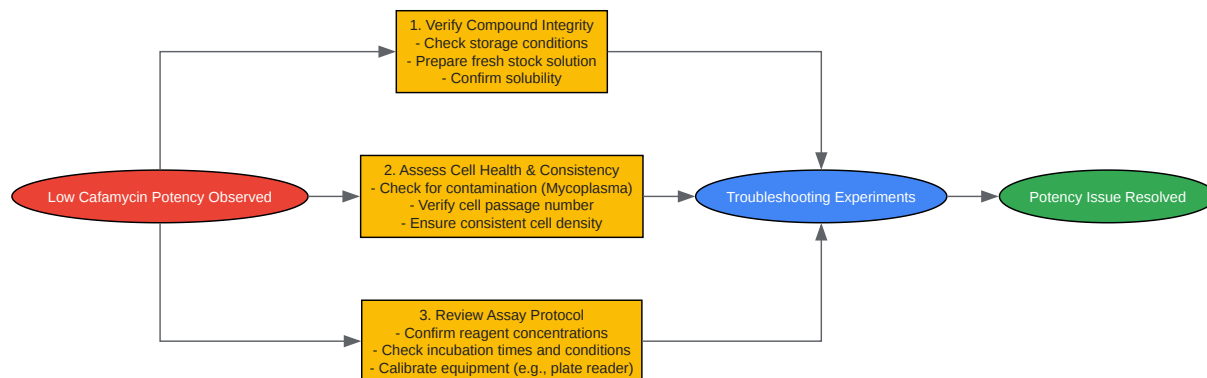 1. Verify Compound Integrity
- Check storage conditions
- Prepare fresh stock solution
- Confirm solubility
Low Cafamycin Potency Observed
2. Assess Cell Health & Consistency
- Check for contamination (Mycoplasma)
- Verify cell passage number
- Ensure consistent cell density
Troubleshooting Experiments
Potency Issue Resolved
3. Review Assay Protocol
- Confirm reagent concentrations
- Check incubation times and conditions
- Calibrate equipment (e.g., plate reader)